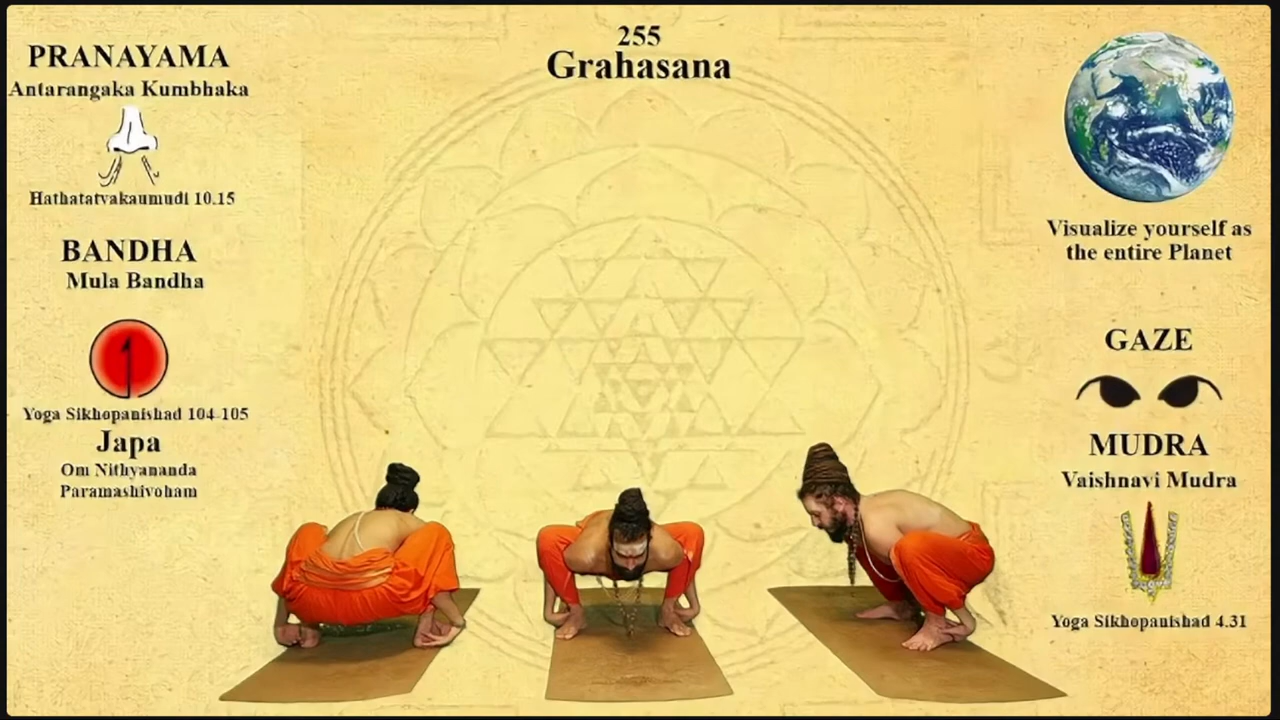 255
Grahasana
PRANAYAMA
Antarangaka Kumbhaka
Hathatatvakaumudi 10.15
BANDHA
Mula Bandha
Yoga Sikhopanishad 104-105
Japa
Om Nithyananda
Paramashivoham
Visualize yourself as
the entire Planet
GAZE
MUDRA
Vaishnavi Mudra
Yoga Sikhopanishad 4.31